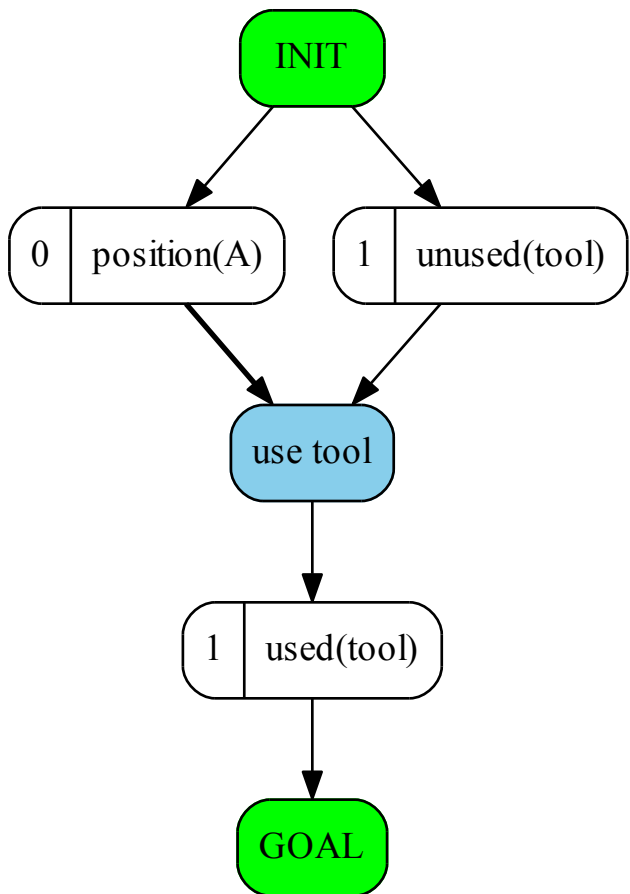 INIT
0 position(A)
1 unused(tool)
use tool
1 used(tool)
GOAL